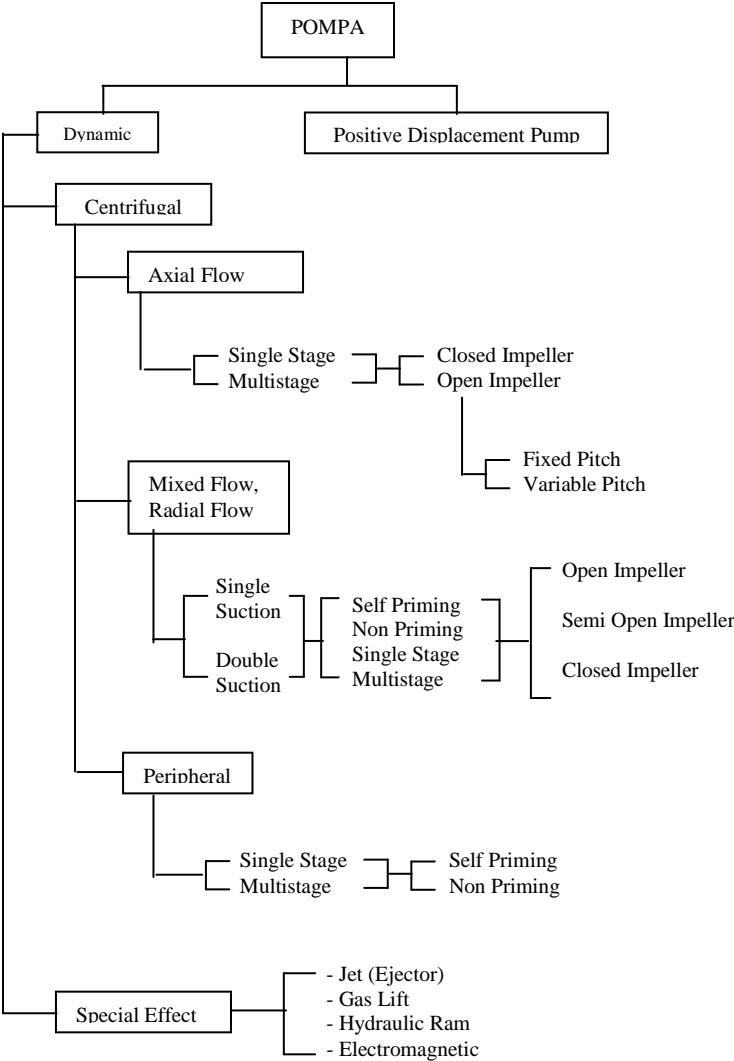 POMPA
Dynamic
Positive Displacement Pump
Centrifugal
Axial Flow
Single Stage
Multistage
Closed Impeller
Open Impeller
Fixed Pitch
Variable Pitch
Mixed Flow,
Radial Flow
Single
Suction
Double
Suction
Self Priming
Non Priming
Single Stage
Multistage
Open Impeller
Semi Open Impeller
Closed Impeller
Peripheral
Single Stage
Multistage
Self Priming
Non Priming
Special Effect
- Jet (Ejector)
- Gas Lift
- Hydraulic Ram
- Electromagnetic